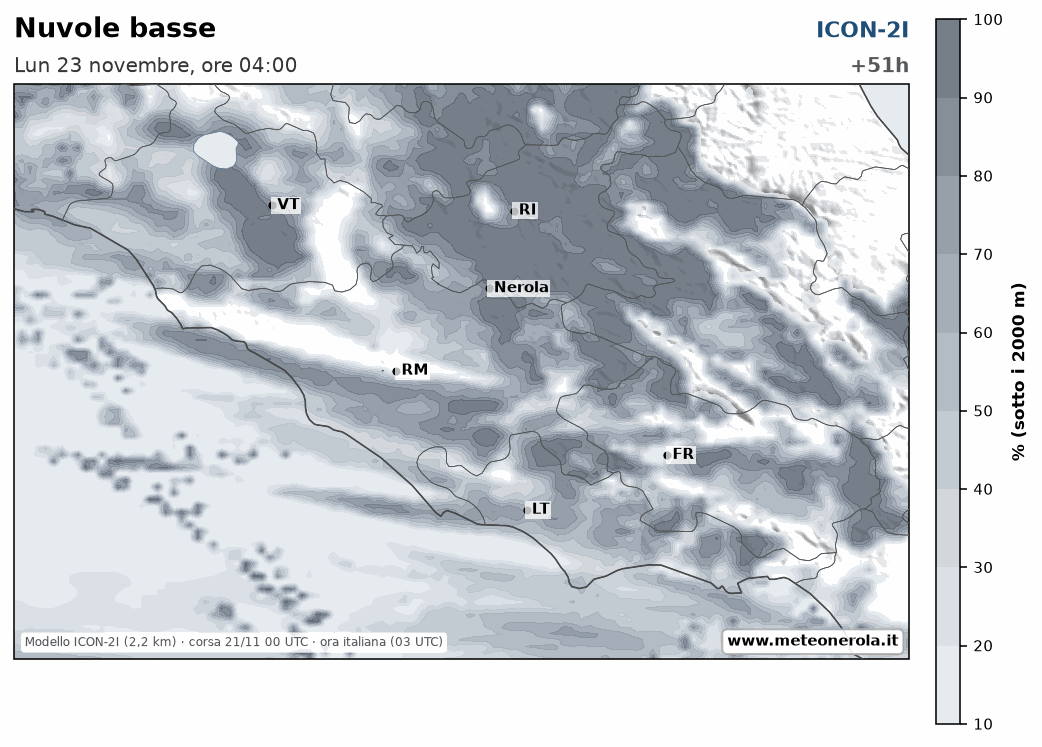 Nuvole basse
ICON-2I
Lun 23 novembre, ore 04:00
+51h
100
90
80
70
60
50
40
30
20
10
% (sotto i 2000 m)
VT
RI
Nerola
RM
FR
LT
Modello ICON-2I (2,2 km) · corsa 21/11 00 UTC · ora italiana (03 UTC)
www.meteonerola.it